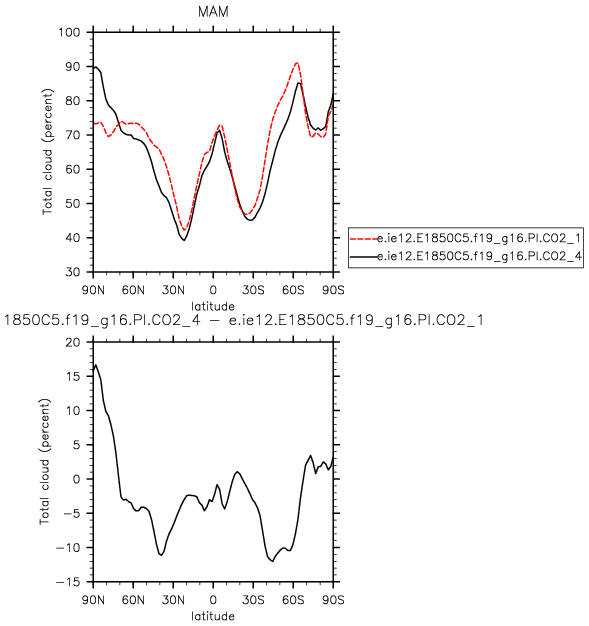 MAM
100
90
80
70
60
50
40
30
Total cloud (percent)
90N 60N 30N 0 30S 60S 90S
latitude
e.ie12.E1850C5.f19_g16.PI.CO2_1
e.ie12.E1850C5.f19_g16.PI.CO2_4
1850C5.f19_g16.PI.CO2_4 − e.ie12.E1850C5.f19_g16.PI.CO2_1
20
15
10
5
0
−5
−10
−15
Total cloud (percent)
90N 60N 30N 0 30S 60S 90S
latitude